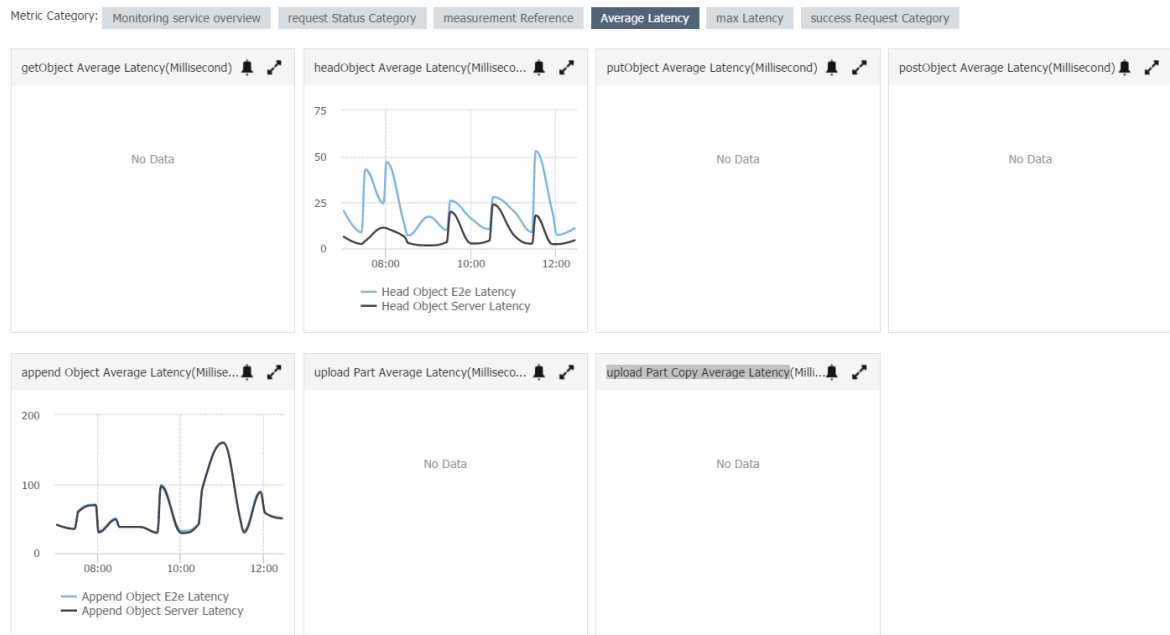 Metric Category: Monitoring service overview request Status Category measurement Reference Average Latency max Latency success Request Category
getObject Average Latency(Millisecond)
headObject Average Latency(Milliseco...
putObject Average Latency(Millisecond)
postObject Average Latency(Millisecond)
No Data
75
50
25
0
08:00 10:00 12:00
Head Object E2e Latency
Head Object Server Latency
No Data
No Data
append Object Average Latency(Millise...
upload Part Average Latency(Milliseco...
upload Part Copy Average Latency(Milli...
200
100
0
08:00 10:00 12:00
Append Object E2e Latency
Append Object Server Latency
No Data
No Data